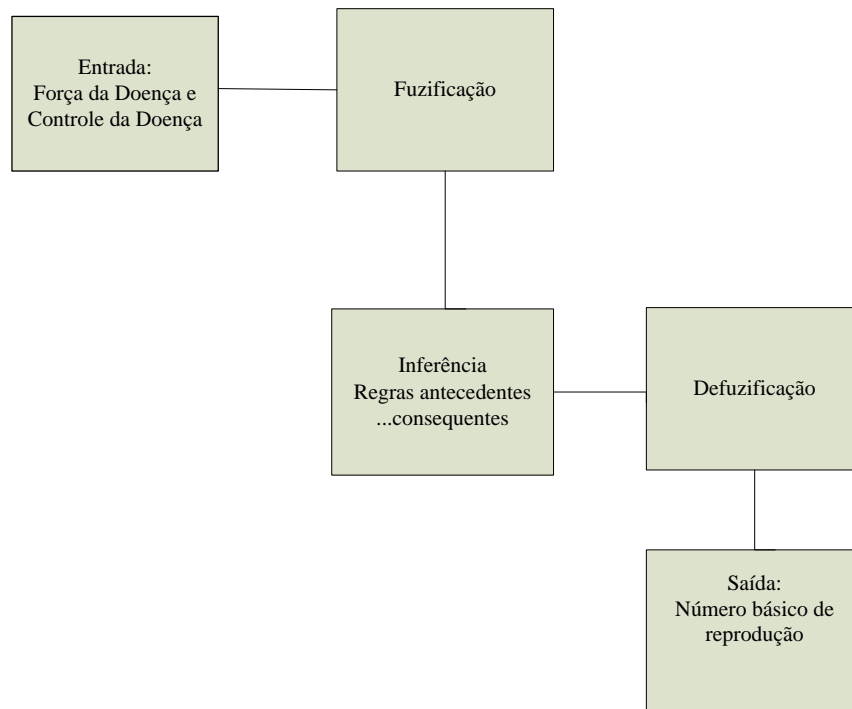 Entrada:
Força da Doença e
Controle da Doença
Fuzificação
Inferência
Regras antecedentes
...consequentes
Defuzificação
Saída:
Número básico de
reprodução